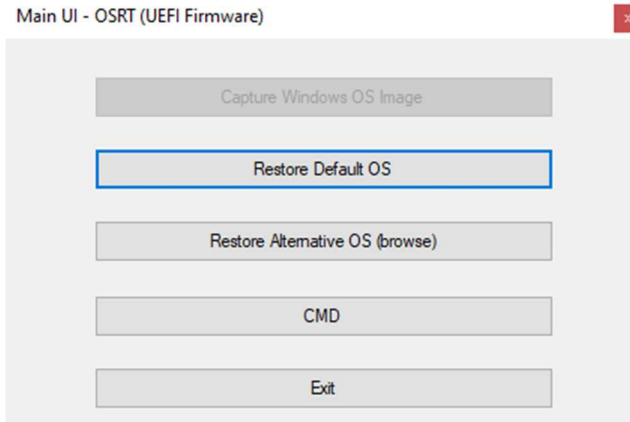 Main UI - OSRT (UEFI Firmware)
Capture Windows OS Image
Restore Default OS
Restore Alternative OS (browse)
CMD
Exit